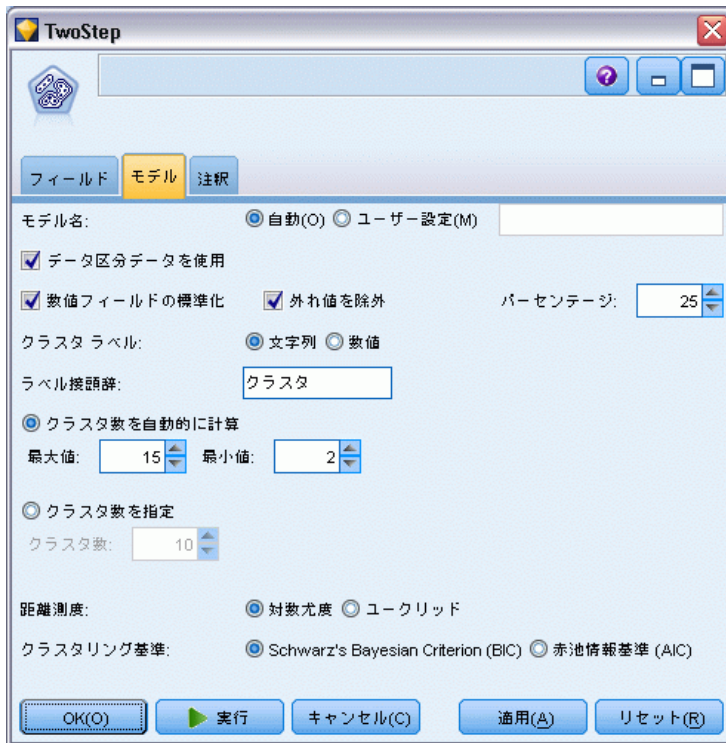 TwoStep
フィールド モデル 注釈
モデル名: 自動(O) ユーザー設定(M)
データ区分データを使用
数値フィールドの標準化 外れ値を除外 パーセンテージ: 25
クラスタ ラベル: 文字列 数値
ラベル接頭辞: クラスタ
クラスタ数を自動的に計算
最大値: 15 最小値: 2
クラスタ数を指定
クラスタ数: 10
距離測度: 対数尤度 ユークリッド
クラスタリング基準: Schwarz's Bayesian Criterion (BIC) 赤池情報基準 (AIC)
OK(O) 実行 キャンセル(C) 適用(A) リセット(R)